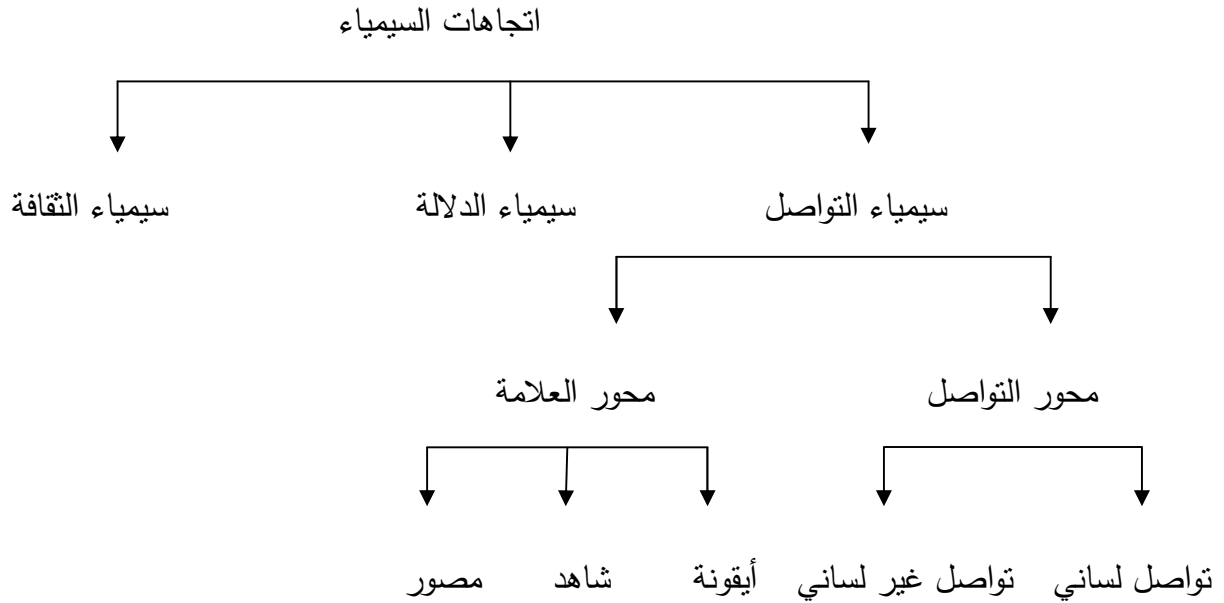 اتجاهات السيمياء
سيمياء التواصل سيمياء الدلالة سيمياء الثقافة
محور التواصل محور العلامة
تواصل لساني تواصل غير لساني أيقونة شاهد مصور